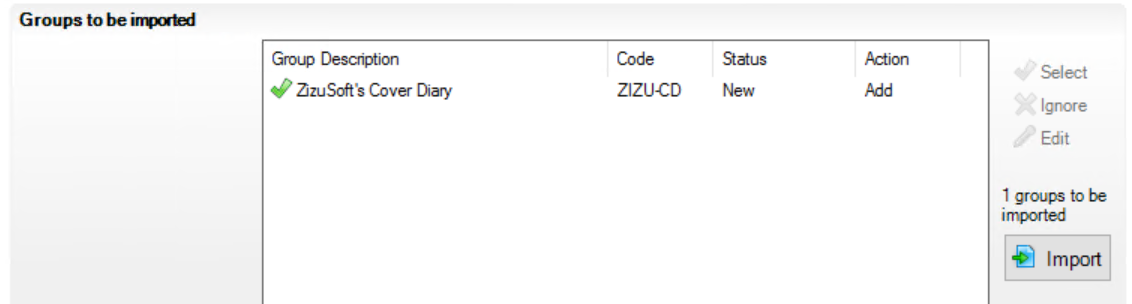 Groups to be imported
Group Description Code Status Action
ZizuSoft's Cover Diary ZIZU-CD New Add
Select
Ignore
Edit
1 groups to be
imported
Import